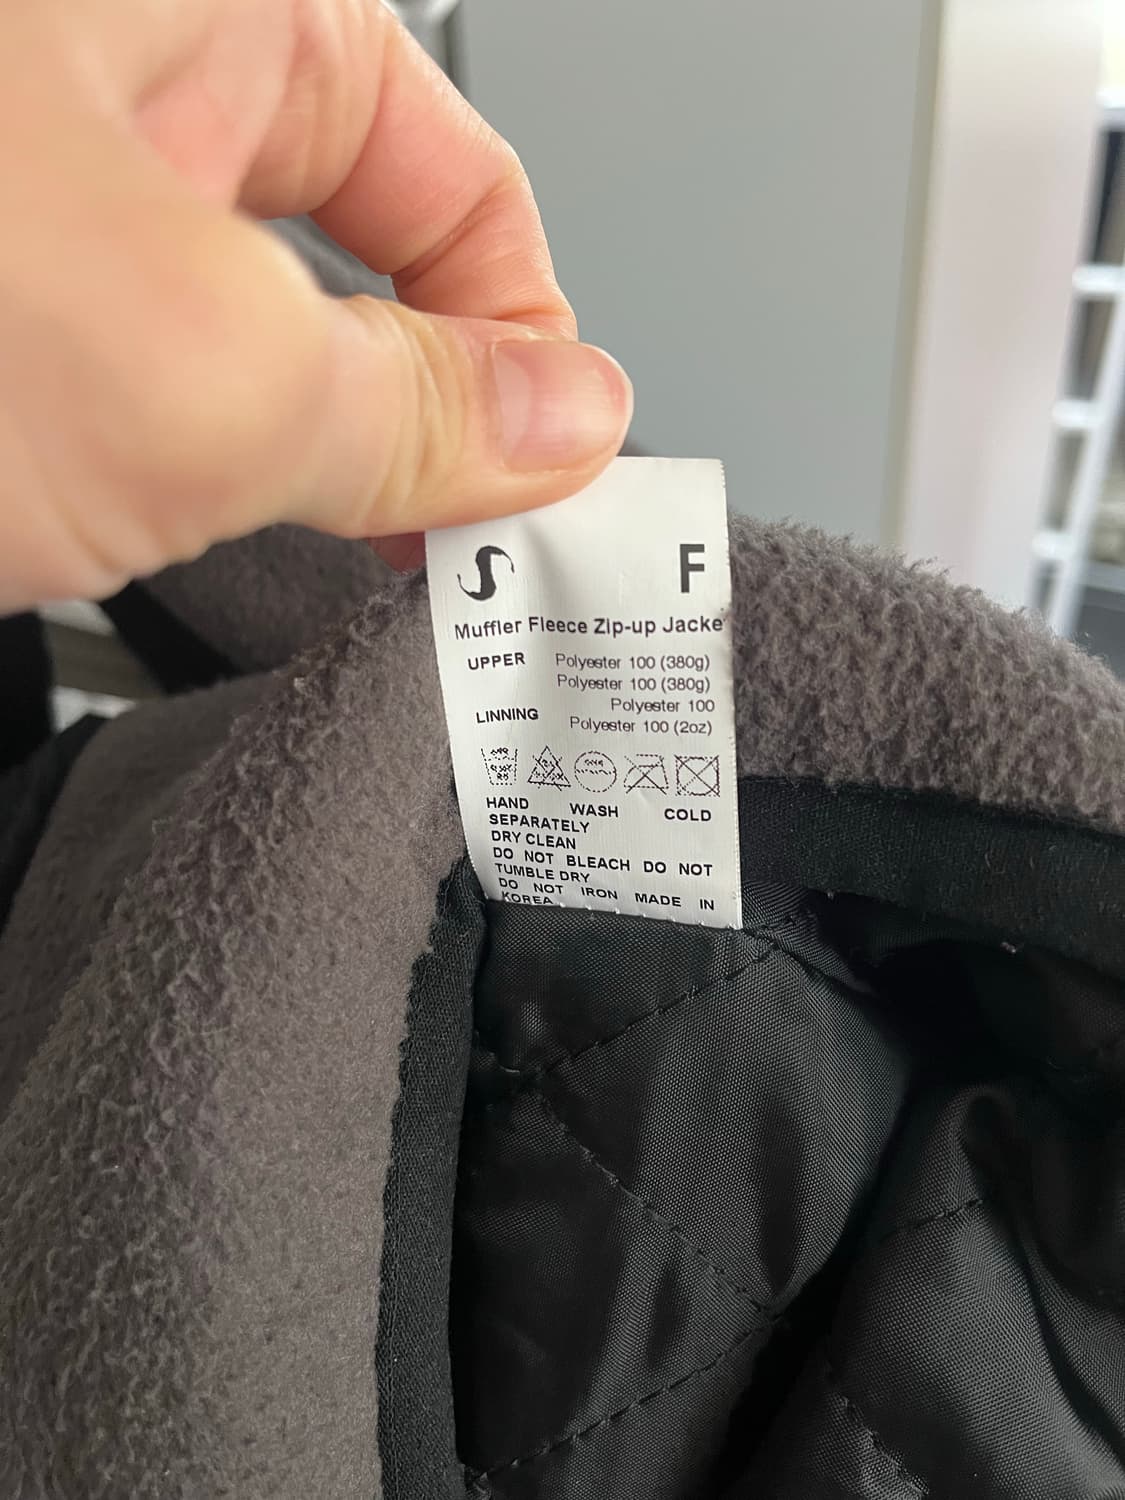 F
Muffler Fleece Zip-up Jacke
UPPER Polyester 100 (380g)
Polyester 100 (380g)
Polyester 100
LINNING Polyester 100 (2oz)
HAND WASH COLD
SEPARATELY
DRY CLEAN
DO NOT BLEACH DO NOT
TUMBLE DRY
DO NOT IRON MADE IN
KOREA